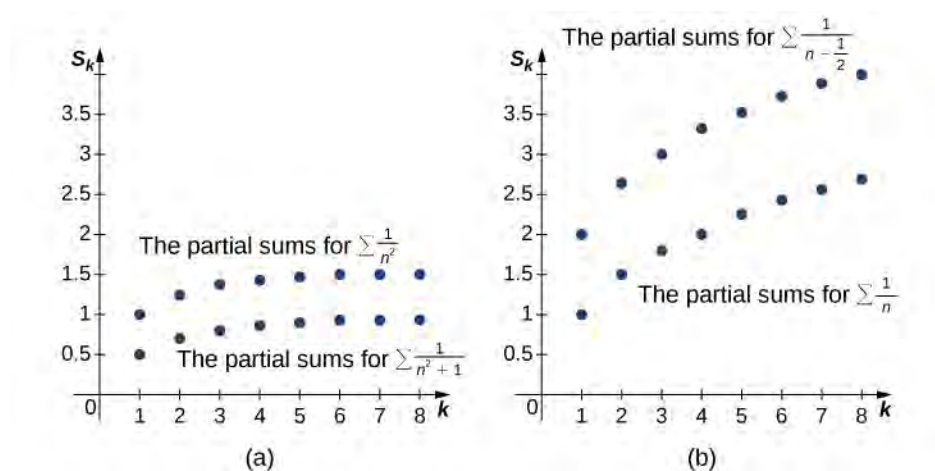 S_k
3.5
3
2.5
2
1.5
1
0.5
0
1 2 3 4 5 6 7 8
k
The partial sums for ∑ 1/n²
The partial sums for ∑ 1/(n² + 1)
(a)
The partial sums for ∑ 1/(n − 1/2)
S_k
3.5
3
2.5
2
1.5
1
0.5
0
1 2 3 4 5 6 7 8
k
The partial sums for ∑ 1/n
(b)